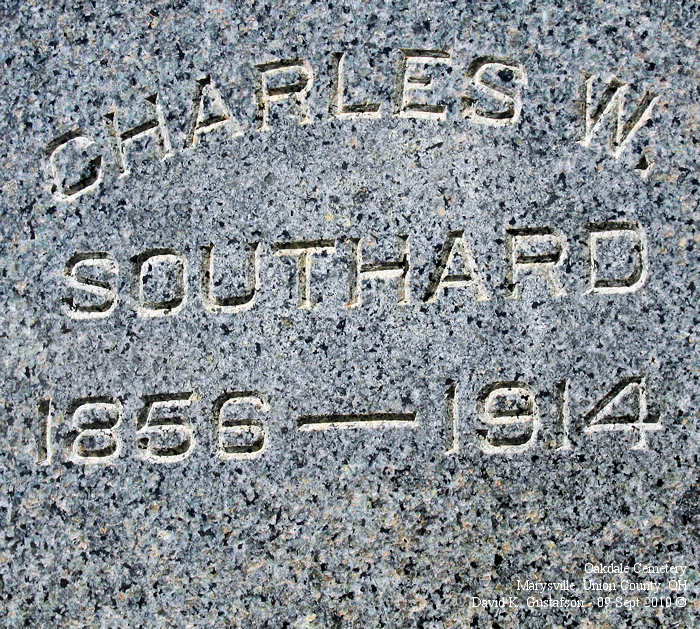 CHARLES W.
SOUTHARD
1856 — 1914
Oakdale Cemetery
Marysville, Union County, OH
David K. Gustafson - 09 Sept 2010 ©